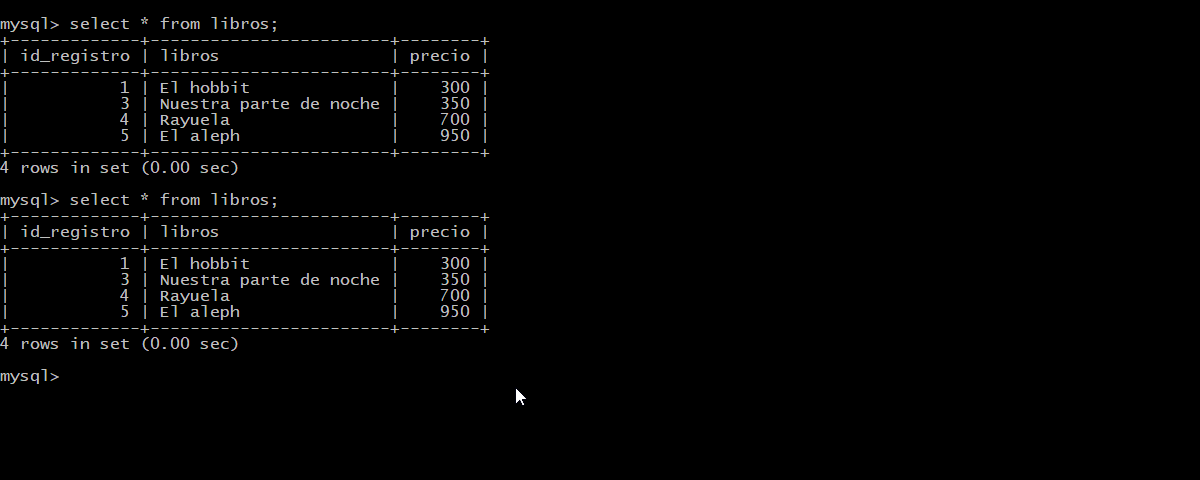 mysql> select * from libros;
+-------------+------------------------+--------+
| id_registro | libros                 | precio |
+-------------+------------------------+--------+
|           1 | El hobbit              |    300 |
|           3 | Nuestra parte de noche |    350 |
|           4 | Rayuela                |    700 |
|           5 | El aleph               |    950 |
+-------------+------------------------+--------+
4 rows in set (0.00 sec)
mysql> select * from libros;
+-------------+------------------------+--------+
| id_registro | libros                 | precio |
+-------------+------------------------+--------+
|           1 | El hobbit              |    300 |
|           3 | Nuestra parte de noche |    350 |
|           4 | Rayuela                |    700 |
|           5 | El aleph               |    950 |
+-------------+------------------------+--------+
4 rows in set (0.00 sec)
mysql>